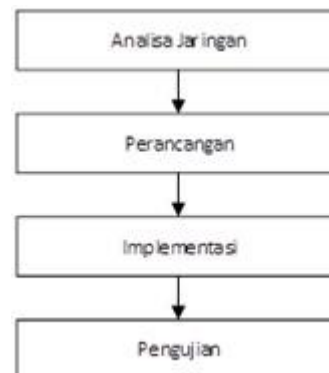 Analisa Jaringan
Perancangan
Implementasi
Pengujian